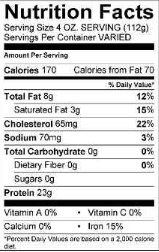 Nutrition Facts
Serving Size 4 OZ. SERVING (112g)
Servings Per Container VARIED
Amount Per Serving
Calories 170 Calories from Fat 70
% Daily Value*
Total Fat 8g 12%
Saturated Fat 3g 15%
Cholesterol 65mg 22%
Sodium 70mg 3%
Total Carbohydrate 0g 0%
Dietary Fiber 0g 0%
Sugars 0g
Protein 23g
Vitamin A 0% • Vitamin C 0%
Calcium 0% • Iron 15%
*Percent Daily Values are based on a 2,000 calorie
diet.